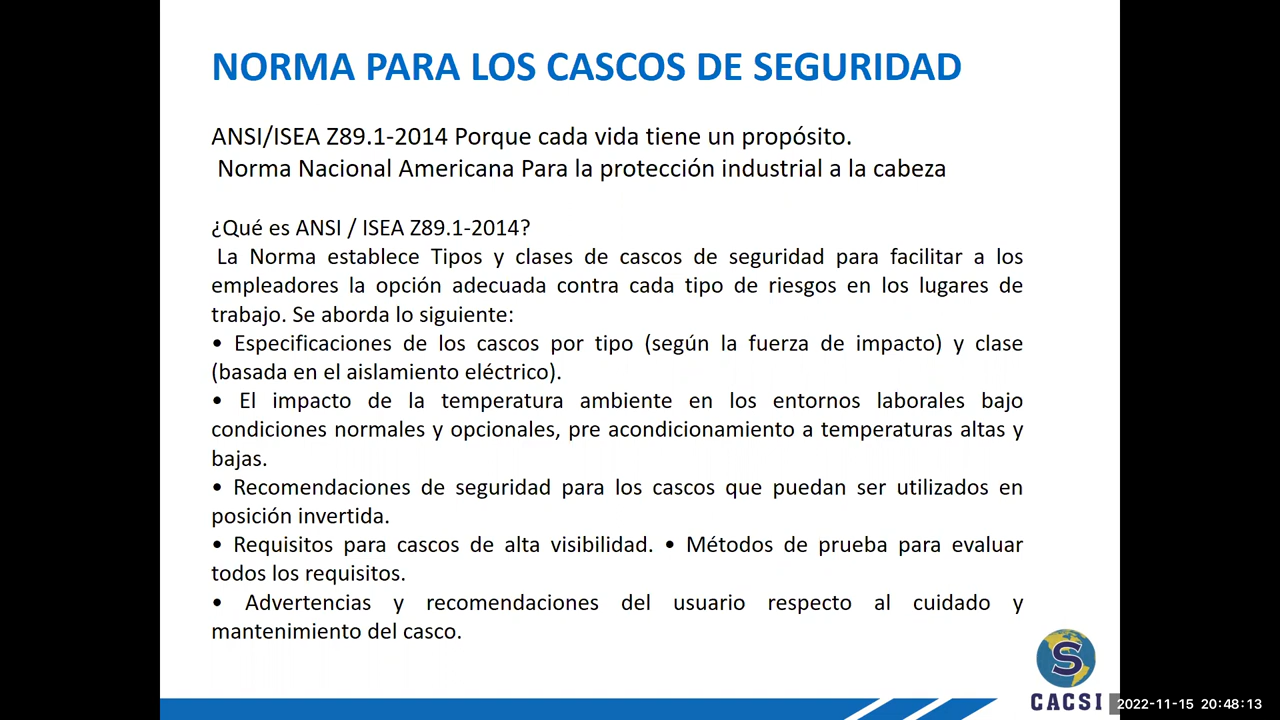 NORMA PARA LOS CASCOS DE SEGURIDAD
ANSI/ISEA Z89.1-2014 Porque cada vida tiene un propósito.
Norma Nacional Americana Para la protección industrial a la cabeza
¿Qué es ANSI / ISEA Z89.1-2014?
La Norma establece Tipos y clases de cascos de seguridad para facilitar a los
empleadores la opción adecuada contra cada tipo de riesgos en los lugares de
trabajo. Se aborda lo siguiente:
• Especificaciones de los cascos por tipo (según la fuerza de impacto) y clase
(basada en el aislamiento eléctrico).
• El impacto de la temperatura ambiente en los entornos laborales bajo
condiciones normales y opcionales, pre acondicionamiento a temperaturas altas y
bajas.
• Recomendaciones de seguridad para los cascos que puedan ser utilizados en
posición invertida.
• Requisitos para cascos de alta visibilidad. • Métodos de prueba para evaluar
todos los requisitos.
• Advertencias y recomendaciones del usuario respecto al cuidado y
mantenimiento del casco.
S
CACSI
2022-11-15 20:48:13